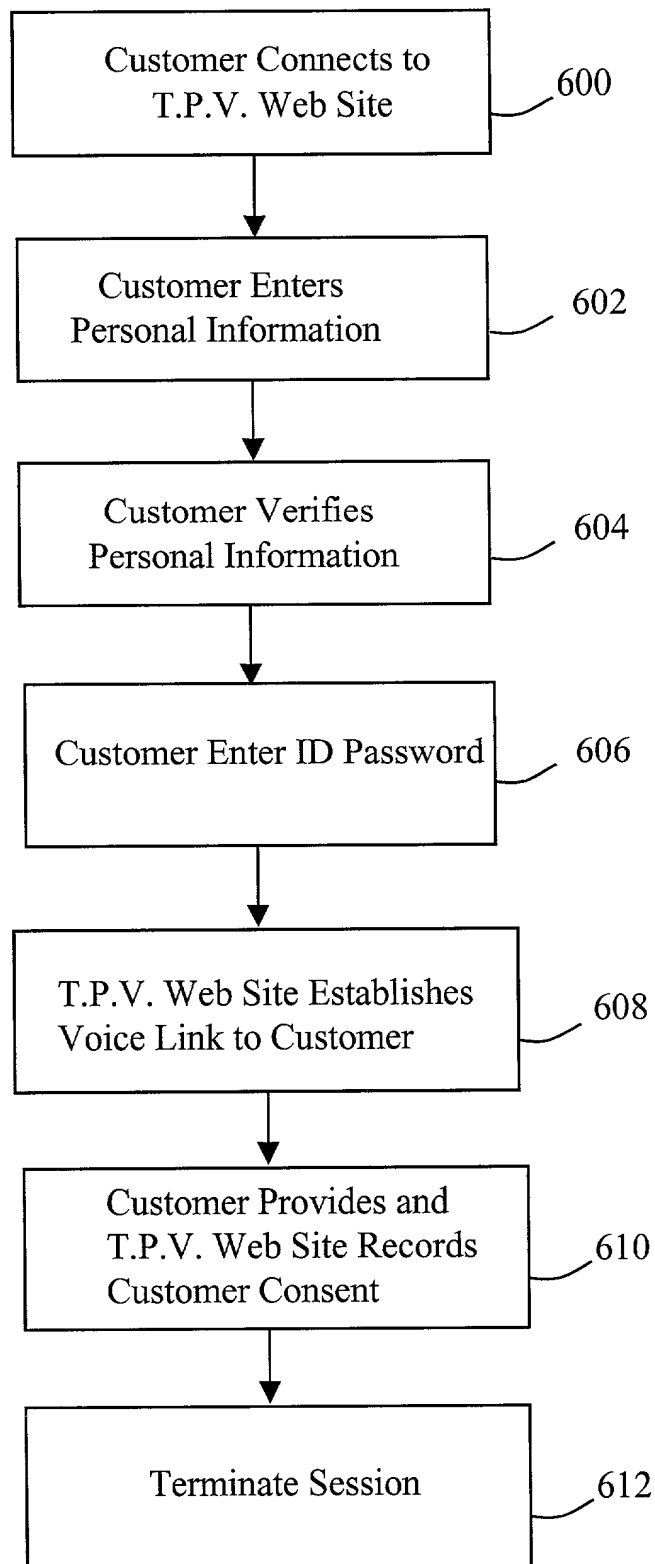 Customer Connects to
T.P.V. Web Site
600
Customer Enters
Personal Information
602
Customer Verifies
Personal Information
604
Customer Enter ID Password
606
T.P.V. Web Site Establishes
Voice Link to Customer
608
Customer Provides and
T.P.V. Web Site Records
Customer Consent
610
Terminate Session
612